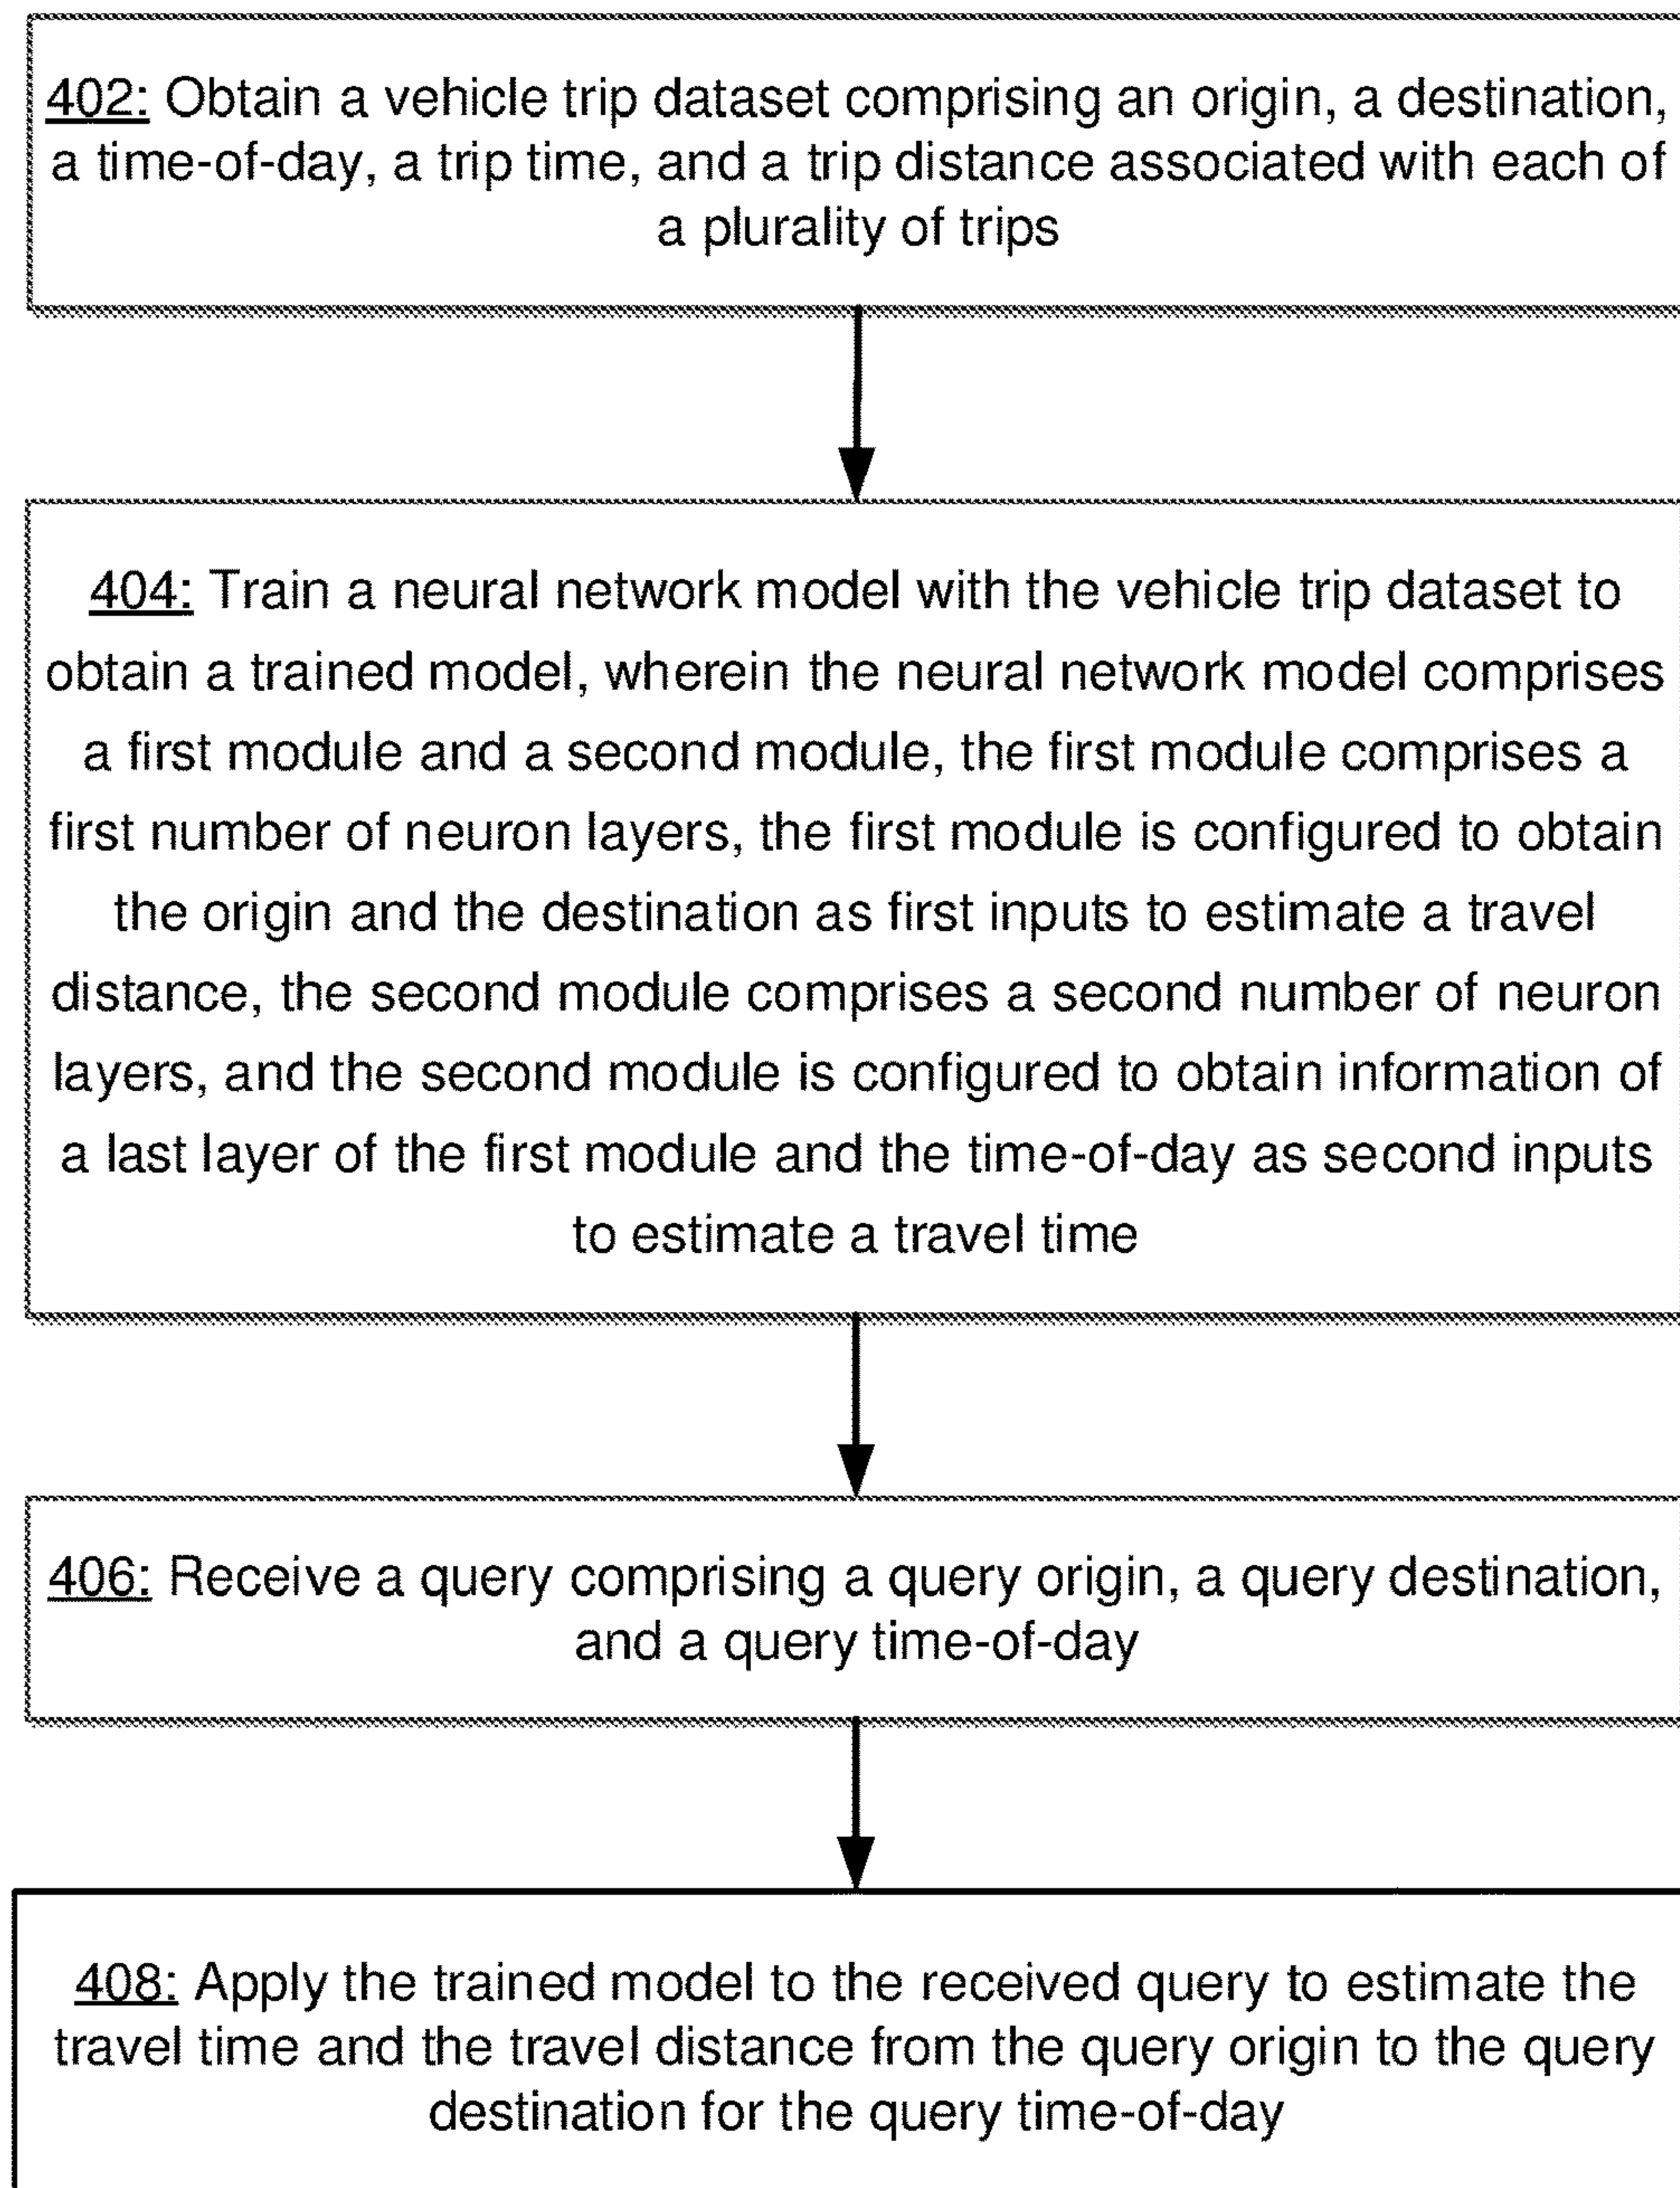 402: Obtain a vehicle trip dataset comprising an origin, a destination,
a time-of-day, a trip time, and a trip distance associated with each of
a plurality of trips
404: Train a neural network model with the vehicle trip dataset to
obtain a trained model, wherein the neural network model comprises
a first module and a second module, the first module comprises a
first number of neuron layers, the first module is configured to obtain
the origin and the destination as first inputs to estimate a travel
distance, the second module comprises a second number of neuron
layers, and the second module is configured to obtain information of
a last layer of the first module and the time-of-day as second inputs
to estimate a travel time
406: Receive a query comprising a query origin, a query destination,
and a query time-of-day
408: Apply the trained model to the received query to estimate the
travel time and the travel distance from the query origin to the query
destination for the query time-of-day